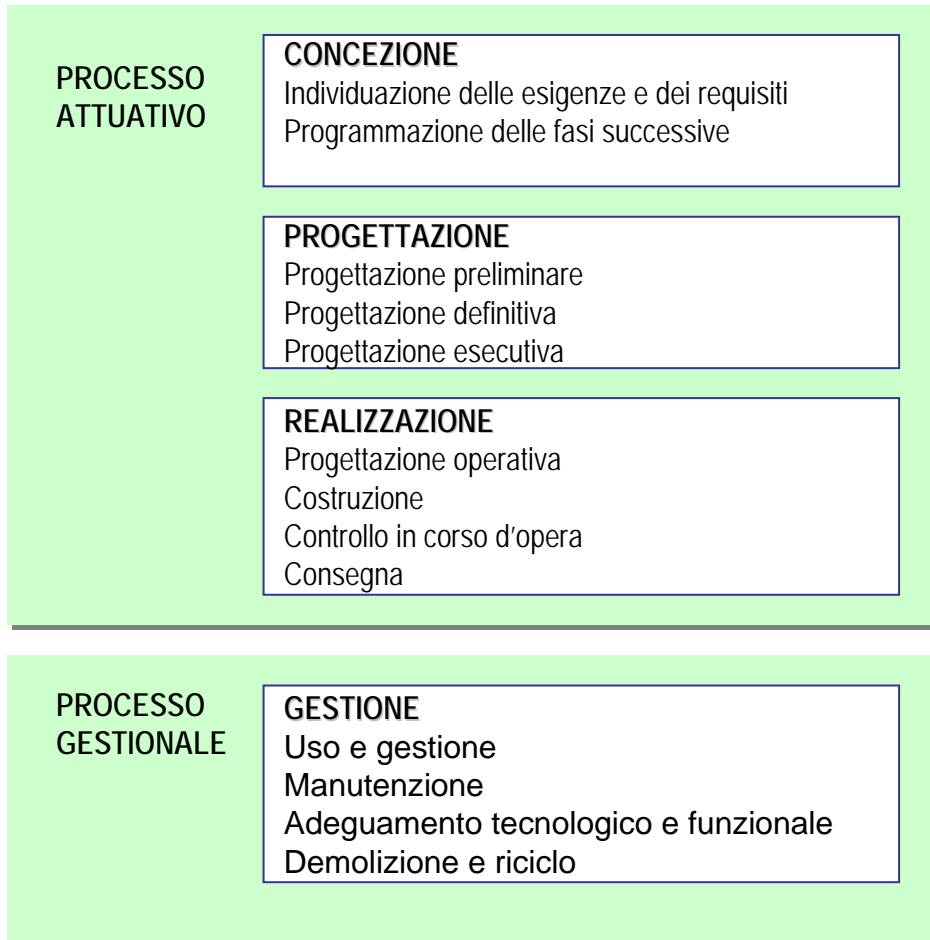 PROCESSO
ATTUATIVO
CONCEZIONE
Individuazione delle esigenze e dei requisiti
Programmazione delle fasi successive
PROGETTAZIONE
Progettazione preliminare
Progettazione definitiva
Progettazione esecutiva
REALIZZAZIONE
Progettazione operativa
Costruzione
Controllo in corso d'opera
Consegna
PROCESSO
GESTIONALE
GESTIONE
Uso e gestione
Manutenzione
Adeguamento tecnologico e funzionale
Demolizione e riciclo